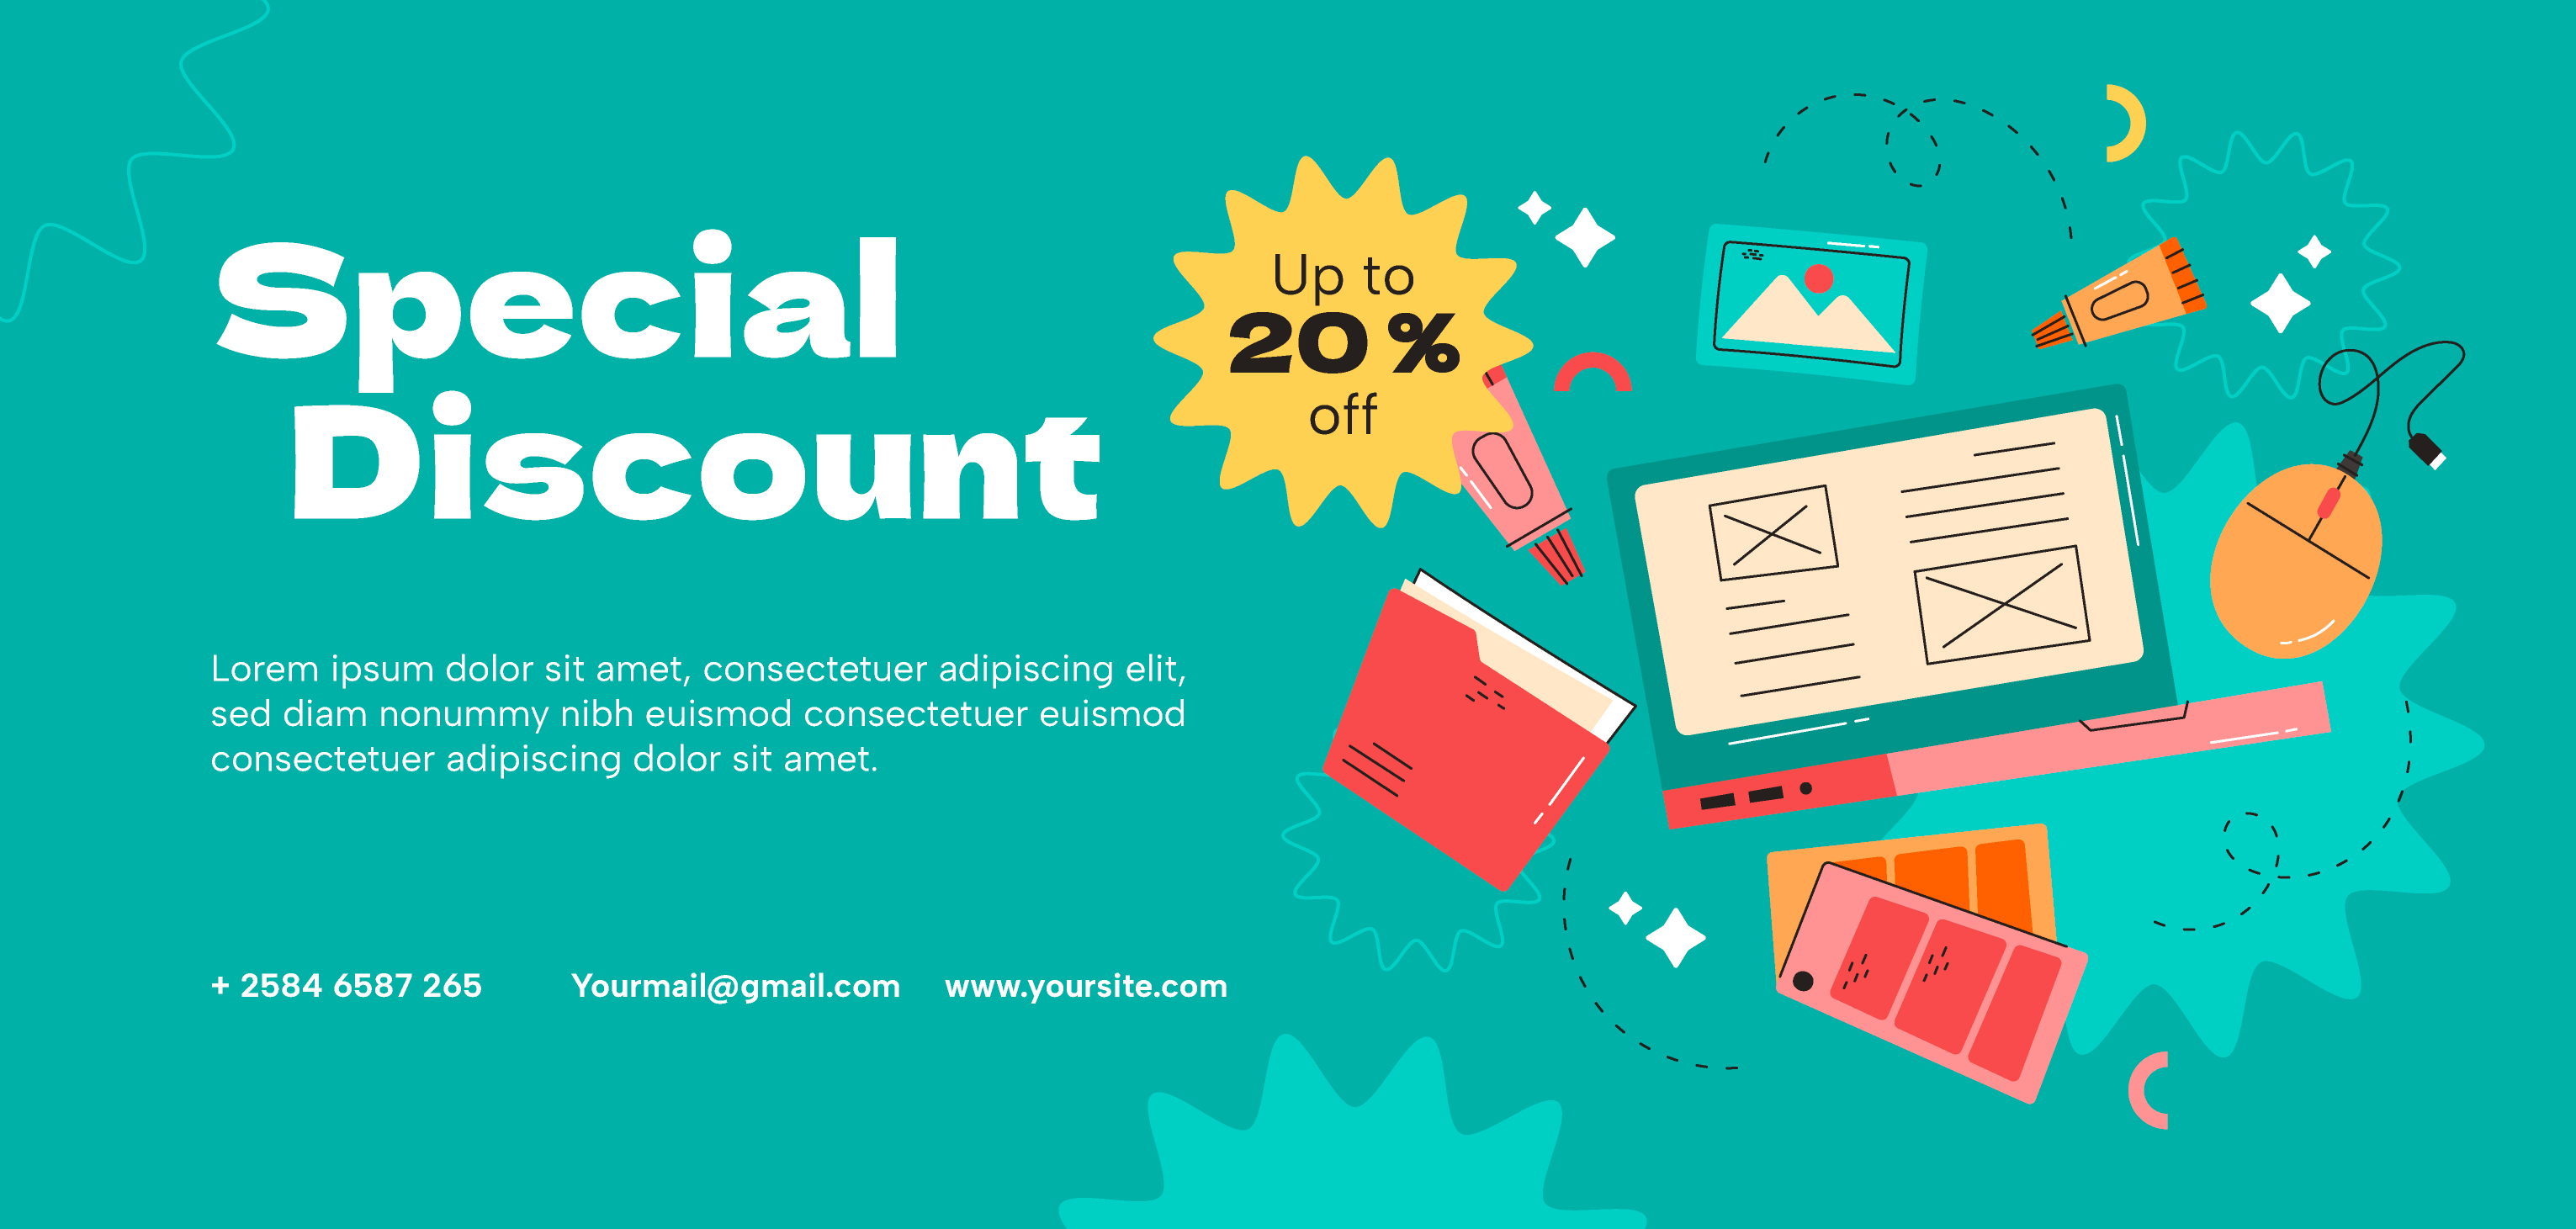 Special
Discount
Up to
20 %
off
Lorem ipsum dolor sit amet, consectetuer adipiscing elit,
sed diam nonummy nibh euismod consectetuer euismod
consectetuer adipiscing dolor sit amet.
+ 2584 6587 265
Yourmail@gmail.com
www.yoursite.com